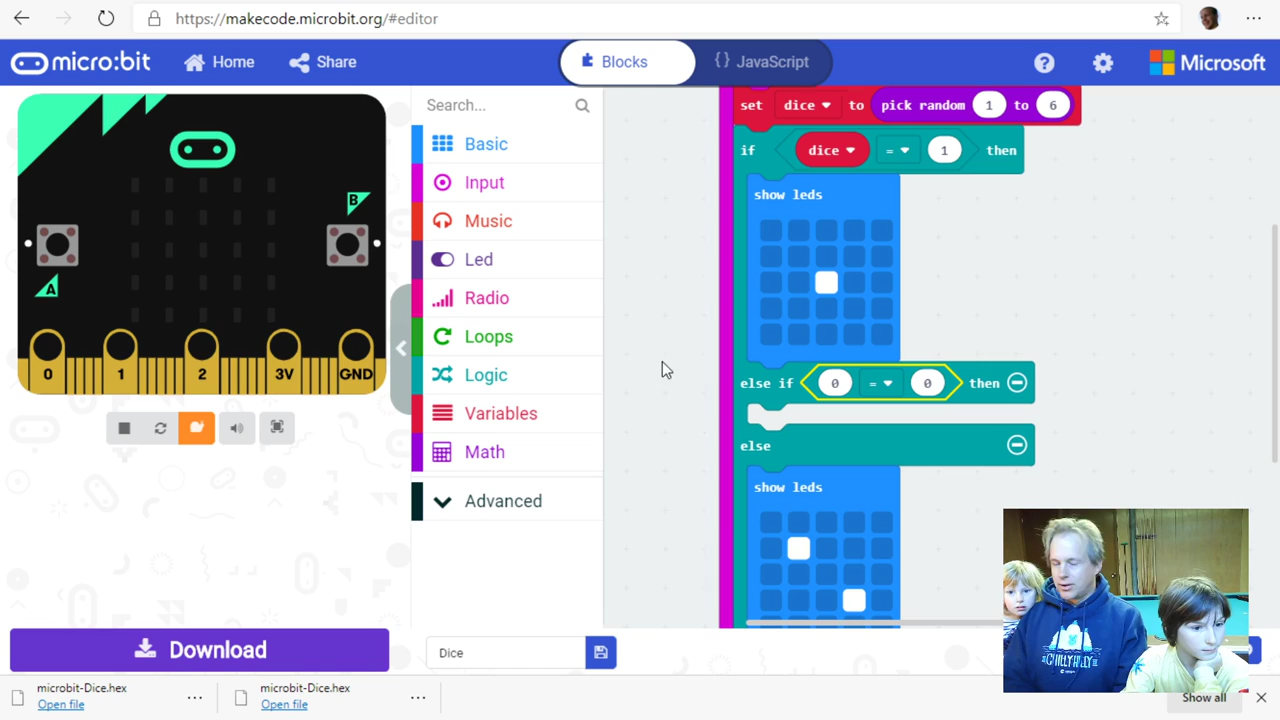 https://makecode.microbit.org/#editor
micro:bit
Home
Share
Blocks
{} JavaScript
Microsoft
Search...
Basic
Input
Music
Led
Radio
Loops
Logic
Variables
Math
Advanced
set dice to pick random 1 to 6
if dice = 1 then
show leds
else if 0 = 0 then
else
show leds
B
A
0 1 2 3V GND
CHILLY HILLY
Download
Dice
microbit-Dice.hex
Open file
microbit-Dice.hex
Open file
Show all